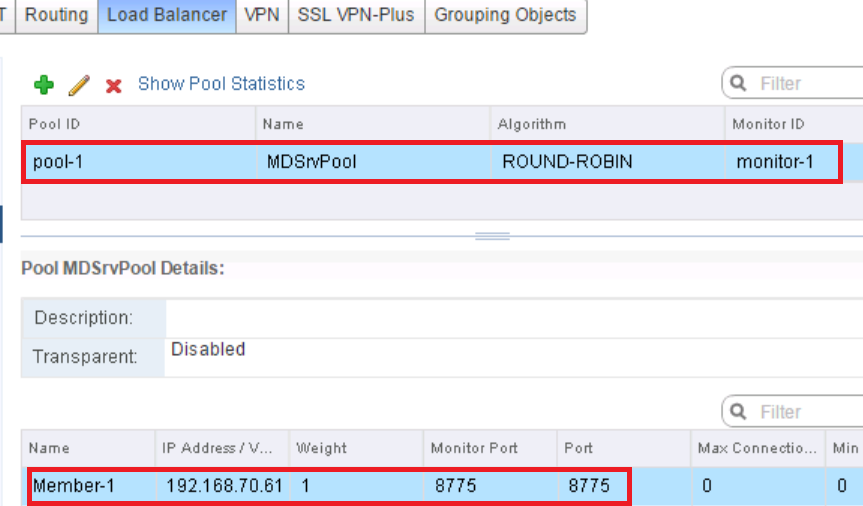 T Routing Load Balancer VPN SSL VPN-Plus Grouping Objects
Show Pool Statistics Filter
Pool ID Name Algorithm Monitor ID
pool-1 MDSrvPool ROUND-ROBIN monitor-1
Pool MDSrvPool Details:
Description:
Transparent: Disabled
Filter
Name IP Address / V... Weight Monitor Port Port Max Connectio... Min
Member-1 192.168.70.61 1 8775 8775 0 0